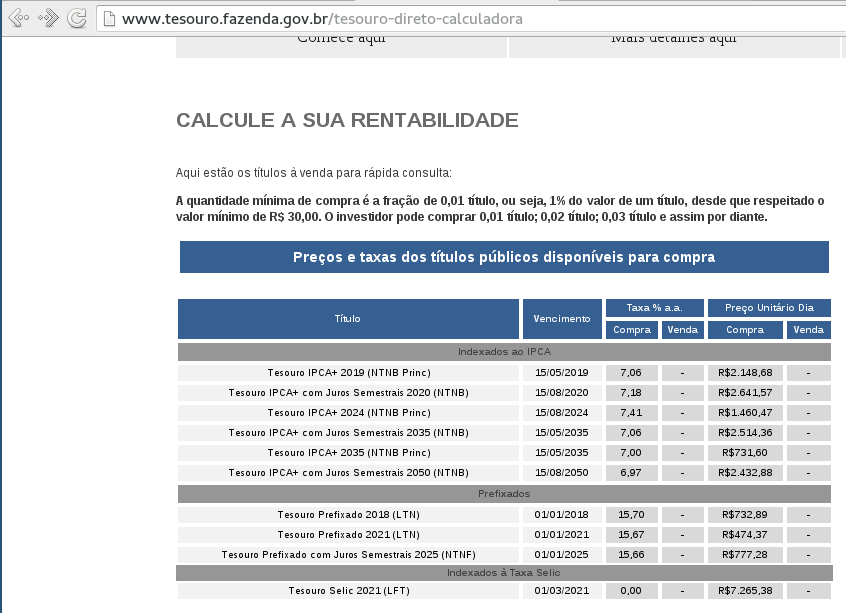 www.tesouro.fazenda.gov.br/tesouro-direto-calculadora
Conhece aqui Mais detalhes aqui
CALCULE A SUA RENTABILIDADE
Aqui estão os títulos à venda para rápida consulta:
A quantidade mínima de compra é a fração de 0,01 título, ou seja, 1% do valor de um título, desde que respeitado o
valor mínimo de R$ 30,00. O investidor pode comprar 0,01 título; 0,02 título; 0,03 título e assim por diante.
Preços e taxas dos títulos públicos disponíveis para compra
Título Vencimento Taxa % a.a. Preço Unitário Dia
Compra Venda Compra Venda
Indexados ao IPCA
Tesouro IPCA+ 2019 (NTNB Princ) 15/05/2019 7,06 - R$2.148,68 -
Tesouro IPCA+ com Juros Semestrais 2020 (NTNB) 15/08/2020 7,18 - R$2.641,57 -
Tesouro IPCA+ 2024 (NTNB Princ) 15/08/2024 7,41 - R$1.460,47 -
Tesouro IPCA+ com Juros Semestrais 2035 (NTNB) 15/05/2035 7,06 - R$2.514,36 -
Tesouro IPCA+ 2035 (NTNB Princ) 15/05/2035 7,00 - R$731,60 -
Tesouro IPCA+ com Juros Semestrais 2050 (NTNB) 15/08/2050 6,97 - R$2.432,88 -
Prefixados
Tesouro Prefixado 2018 (LTN) 01/01/2018 15,70 - R$732,89 -
Tesouro Prefixado 2021 (LTN) 01/01/2021 15,67 - R$474,37 -
Tesouro Prefixado com Juros Semestrais 2025 (NTNF) 01/01/2025 15,66 - R$777,28 -
Indexados à Taxa Selic
Tesouro Selic 2021 (LFT) 01/03/2021 0,00 - R$7.265,38 -